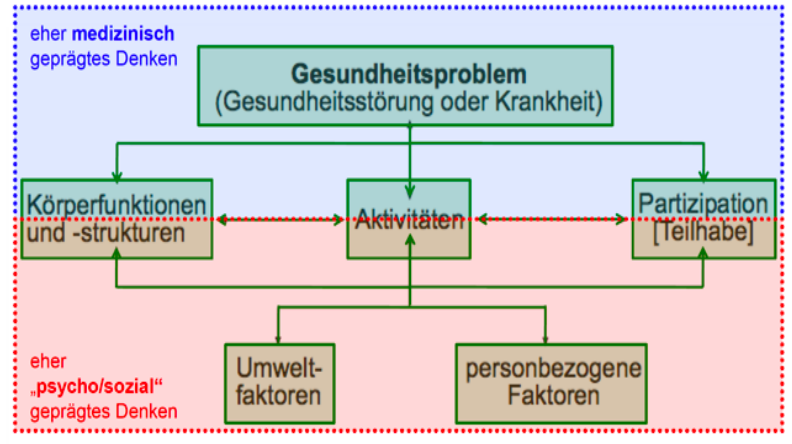 eher medizinisch
geprägtes Denken
Gesundheitsproblem
(Gesundheitsstörung oder Krankheit)
Körperfunktionen
und -strukturen
Aktivitäten
Partizipation
[Teilhabe]
Umwelt-
faktoren
personbezogene
Faktoren
eher
„psycho/sozial“
geprägtes Denken